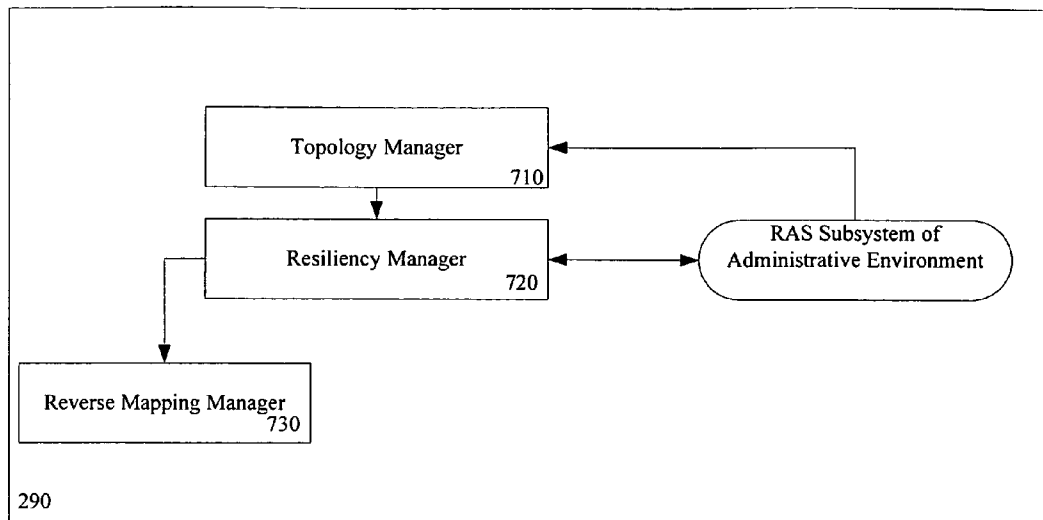 Topology Manager
710
Resiliency Manager
720
RAS Subsystem of
Administrative Environment
Reverse Mapping Manager
730
290